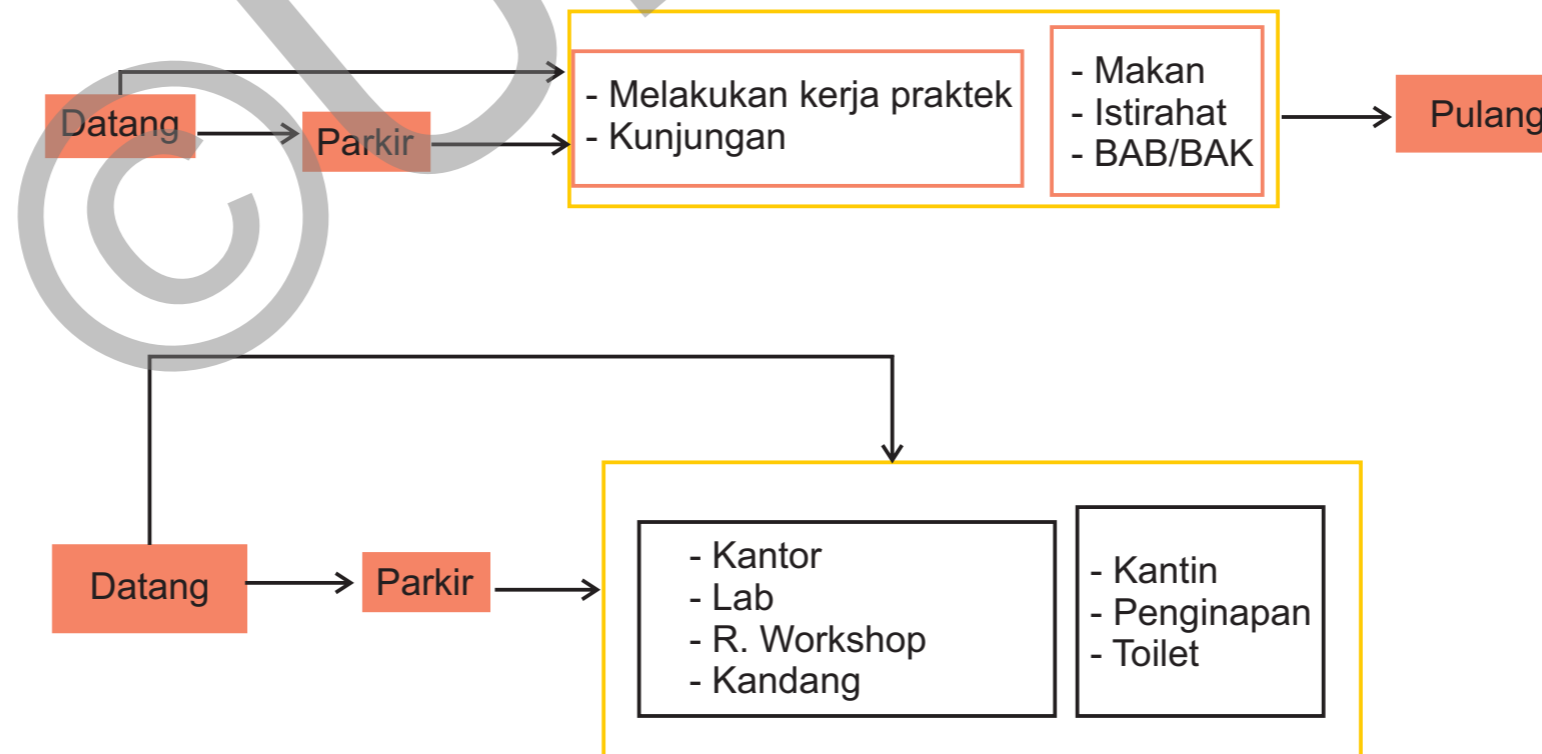 Datang
Parkir
- Melakukan kerja praktek
- Kunjungan
- Makan
- Istirahat
- BAB/BAK
Pulang
Datang
Parkir
- Kantor
- Lab
- R. Workshop
- Kandang
- Kantin
- Penginapan
- Toilet